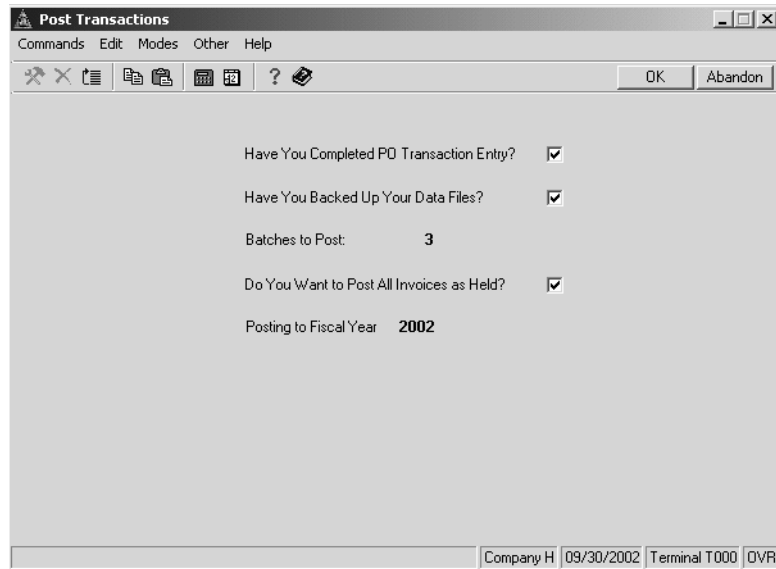 Post Transactions
Commands Edit Modes Other Help
OK Abandon
Have You Completed PO Transaction Entry?
Have You Backed Up Your Data Files?
Batches to Post: 3
Do You Want to Post All Invoices as Held?
Posting to Fiscal Year 2002
Company H 09/30/2002 Terminal T000 OVR